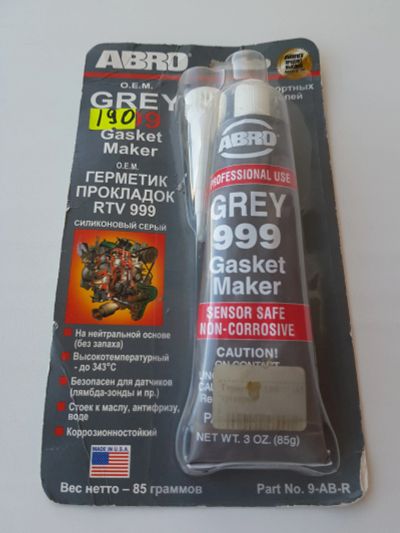 ABRO
O.E.M.
GREY
190
999
Gasket
Maker
O.E.M.
ГЕРМЕТИК
ПРОКЛАДОК
RTV 999
СИЛИКОНОВЫЙ СЕРЫЙ
На нейтральной основе
(без запаха)
Высокотемпературный
- до 343°C
Безопасен для датчиков
(лямбда-зонды и пр.)
Стоек к маслу, антифризу,
воде
Коррозионностойкий
MADE IN U.S.A.
Вес нетто – 85 граммов
ABRO
PROFESSIONAL USE
GREY
999
Gasket
Maker
SENSOR SAFE
NON-CORROSIVE
CAUTION!
NET WT. 3 OZ. (85g)
Part No. 9-AB-R